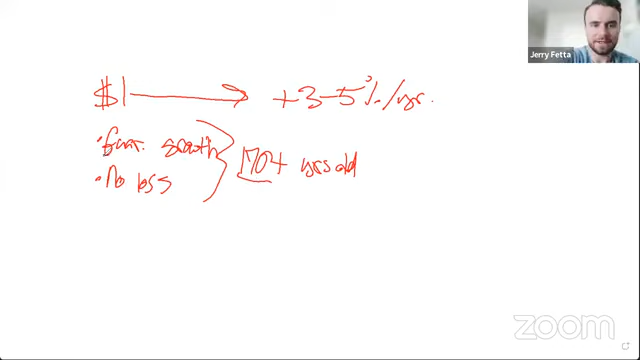 Jerry Fetta
$1 → +3-5%/yr.
• Guar. growth
• No loss
170+ yrs old
zoom